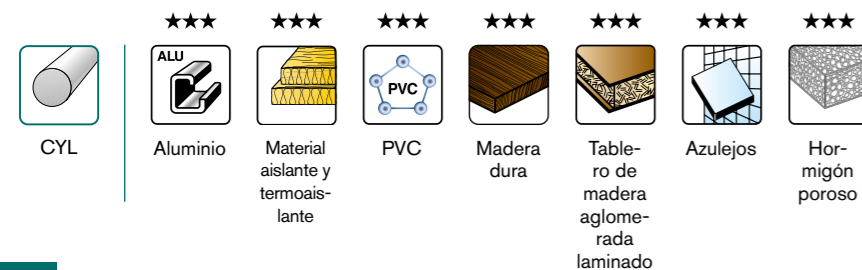 ★★★ ★★★ ★★★ ★★★ ★★★ ★★★ ★★★
ALU
PVC
CYL
Aluminio
Material
aislante y
termoais-
lante
PVC
Madera
dura
Table-
ro de
madera
aglome-
rada
laminado
Azulejos
Hor-
migón
poroso